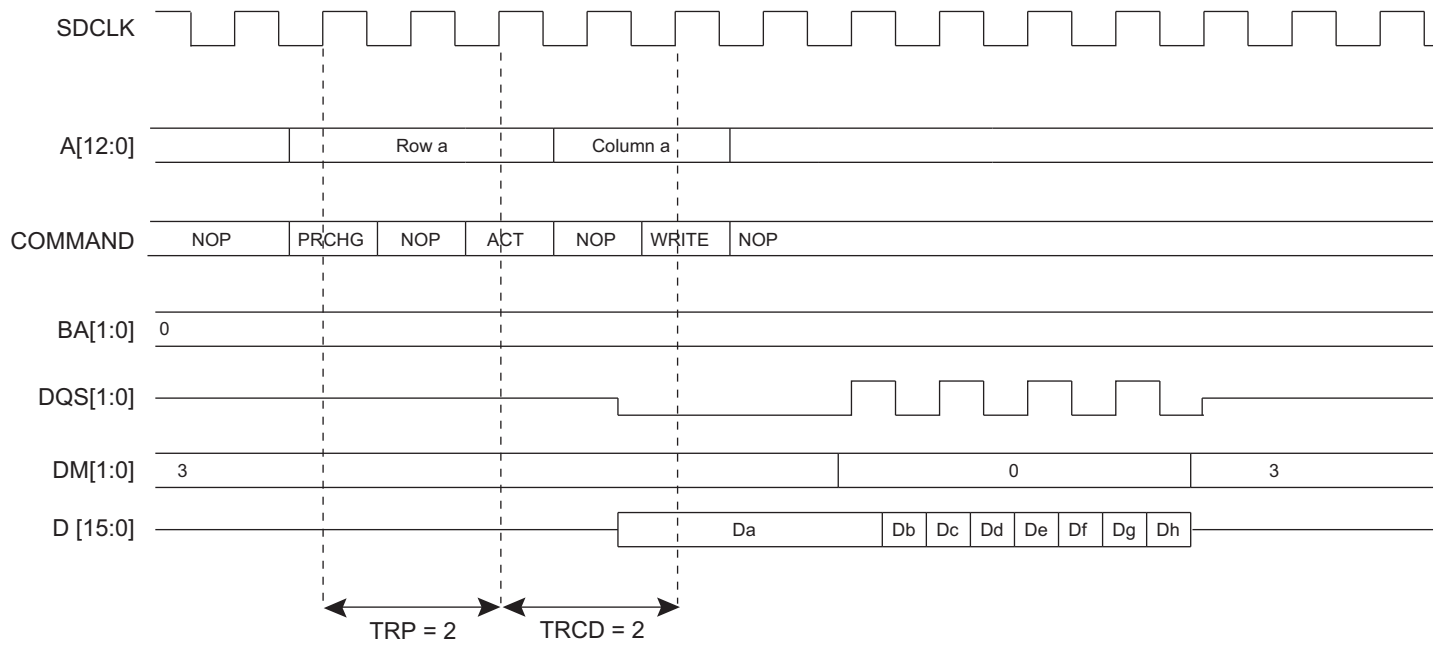 SDCLK
A[12:0] Row a Column a
COMMAND NOP PRCHG NOP ACT NOP WRITE NOP
BA[1:0] 0
DQS[1:0]
DM[1:0] 3 0 3
D [15:0] Da Db Dc Dd De Df Dg Dh
TRP = 2 TRCD = 2